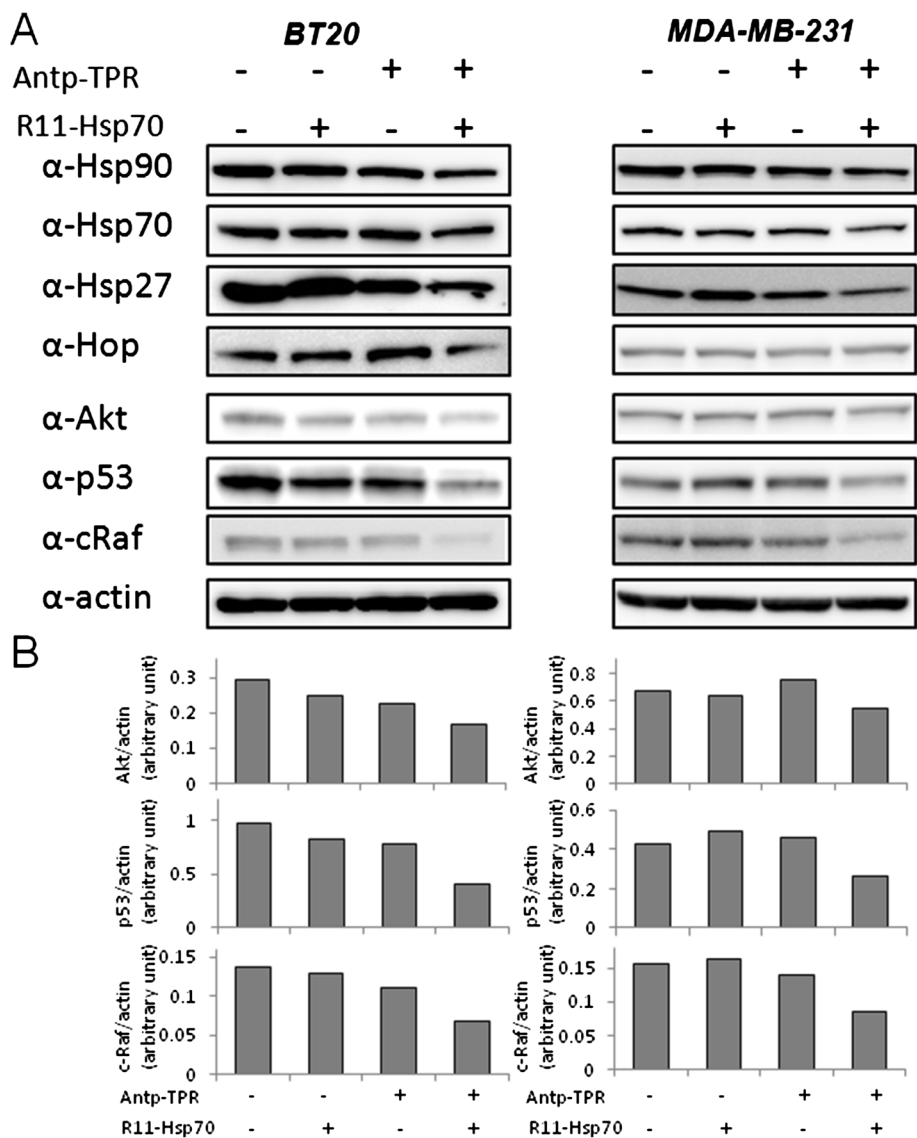 A
BT20
MDA-MB-231
Antp-TPR - - + + - - + +
R11-Hsp70 - + - + - + - +
α-Hsp90
α-Hsp70
α-Hsp27
α-Hop
α-Akt
α-p53
α-cRaf
α-actin
B
Akt/actin
(arbitrary unit)
0.3
0.2
0.1
0
Akt/actin
(arbitrary unit)
0.8
0.6
0.4
0.2
0
p53/actin
(arbitrary unit)
1
0.5
0
p53/actin
(arbitrary unit)
0.6
0.4
0.2
0
c-Raf/actin
(arbitrary unit)
0.15
0.1
0.05
0
c-Raf/actin
(arbitrary unit)
0.15
0.1
0.05
0
Antp-TPR - - + +
R11-Hsp70 - + - +
Antp-TPR - - + +
R11-Hsp70 - + - +